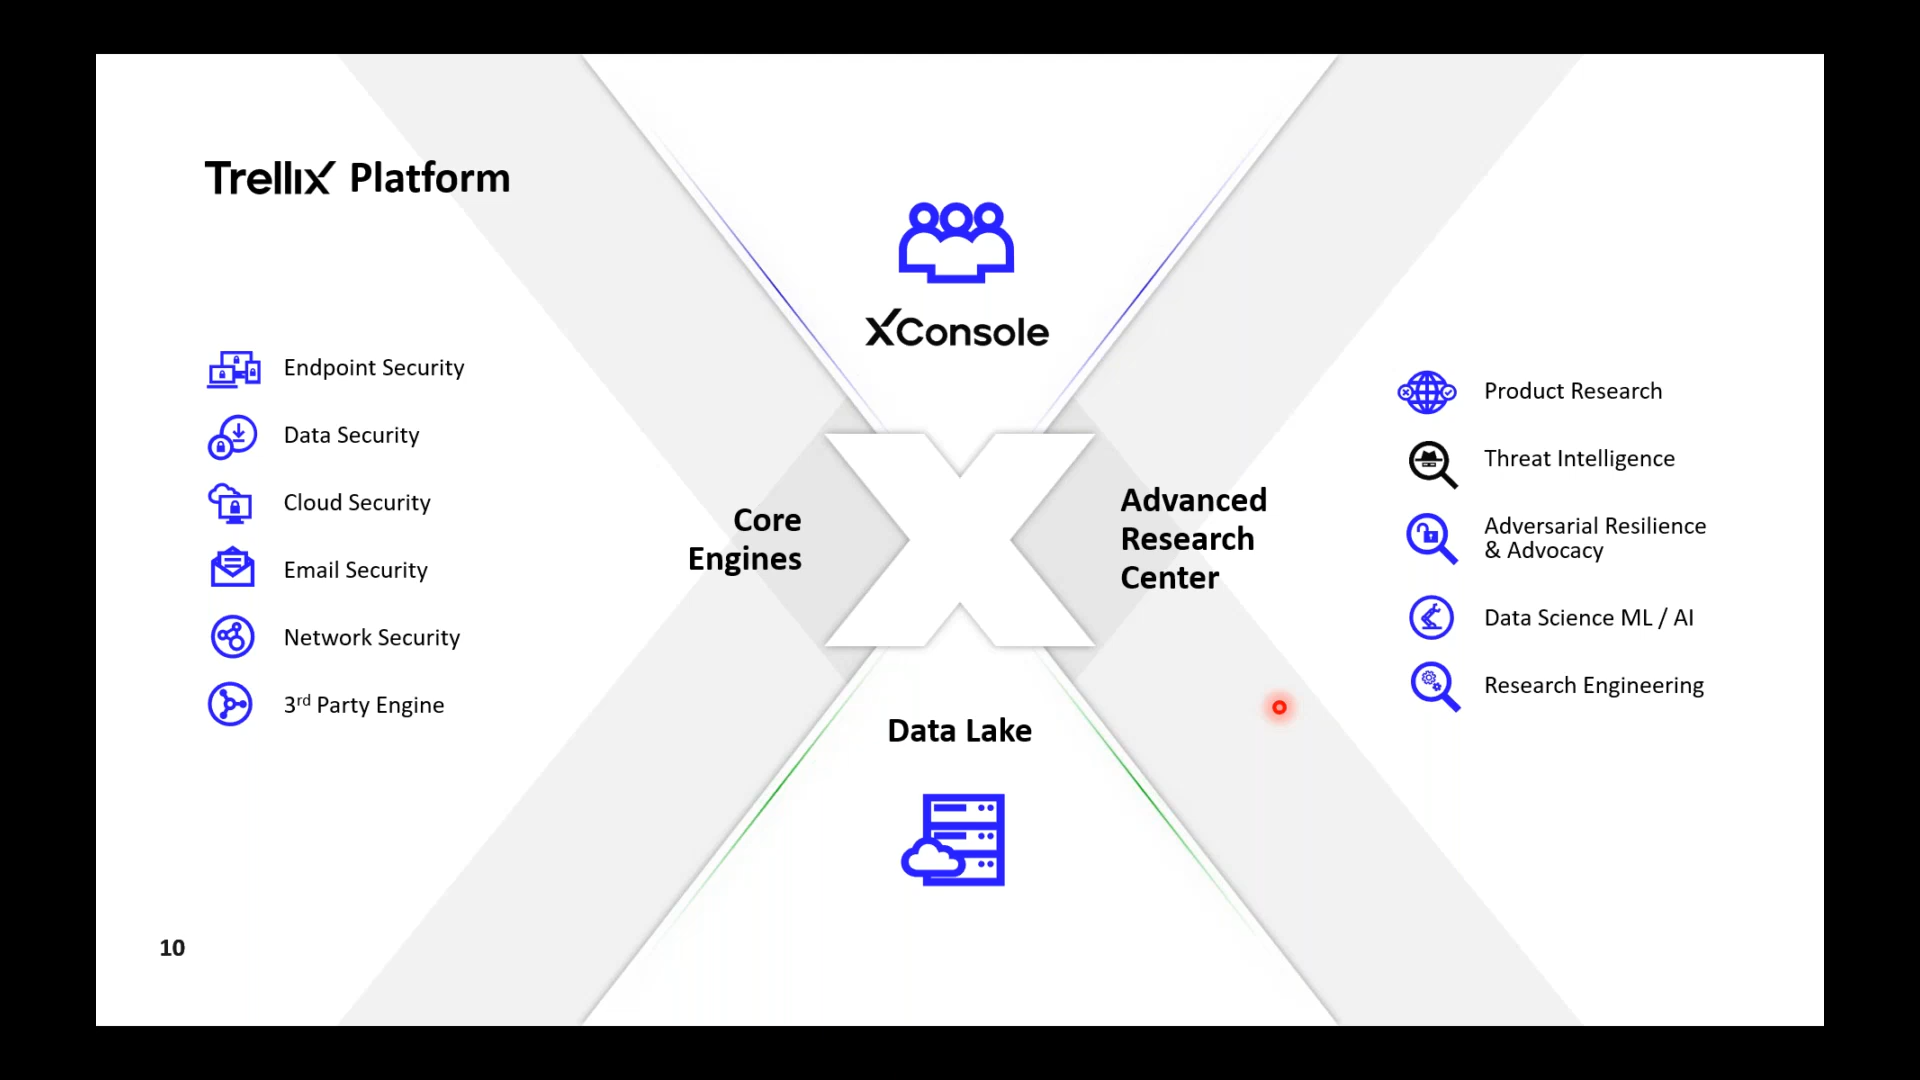 Trellix Platform
XConsole
Endpoint Security
Data Security
Cloud Security
Email Security
Network Security
3rd Party Engine
Core
Engines
Advanced
Research
Center
Product Research
Threat Intelligence
Adversarial Resilience
& Advocacy
Data Science ML / AI
Research Engineering
Data Lake
10